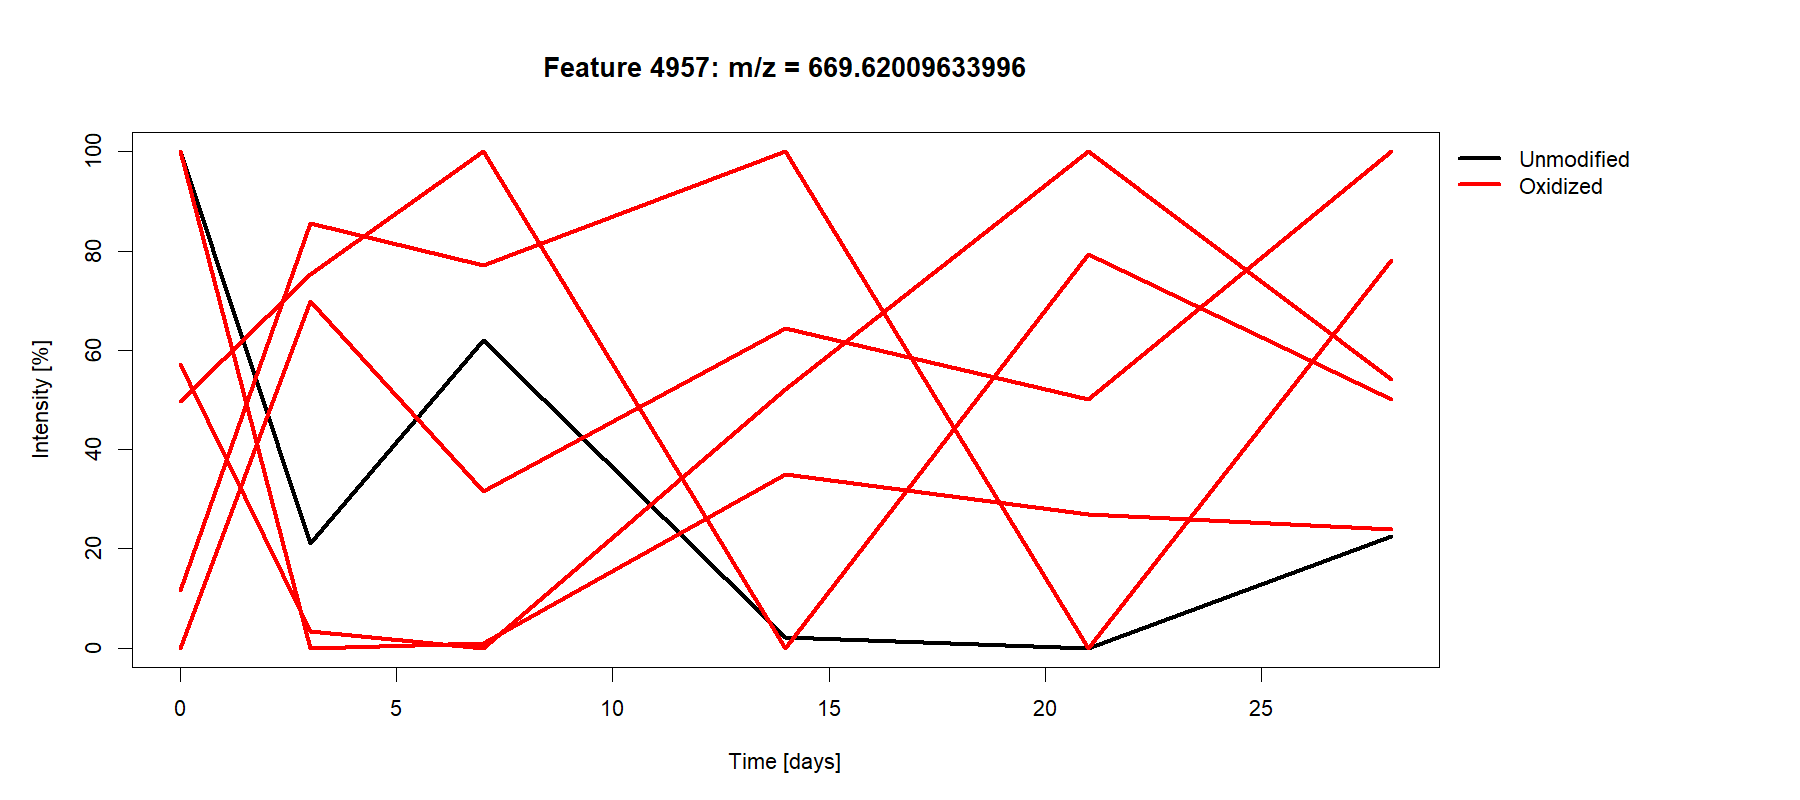 Feature 4957: m/z = 669.62009633996
Unmodified
Oxidized
Intensity [%]
100
80
60
40
20
0
0 5 10 15 20 25
Time [days]